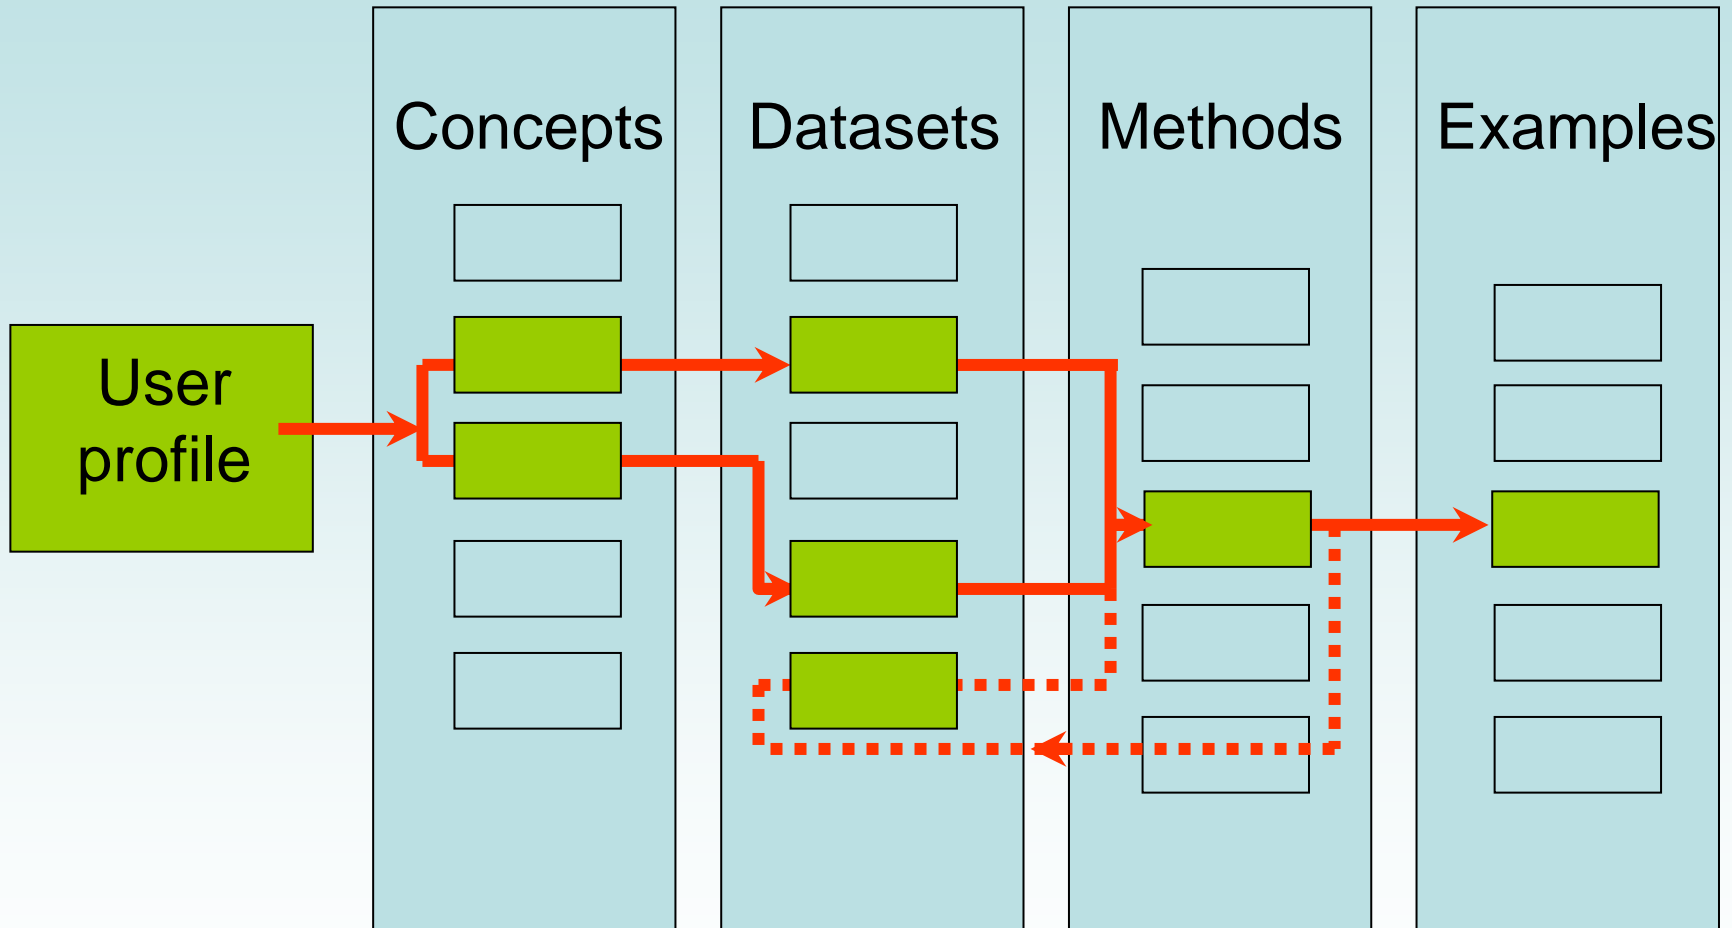 Concepts
Datasets
Methods
Examples
User
profile